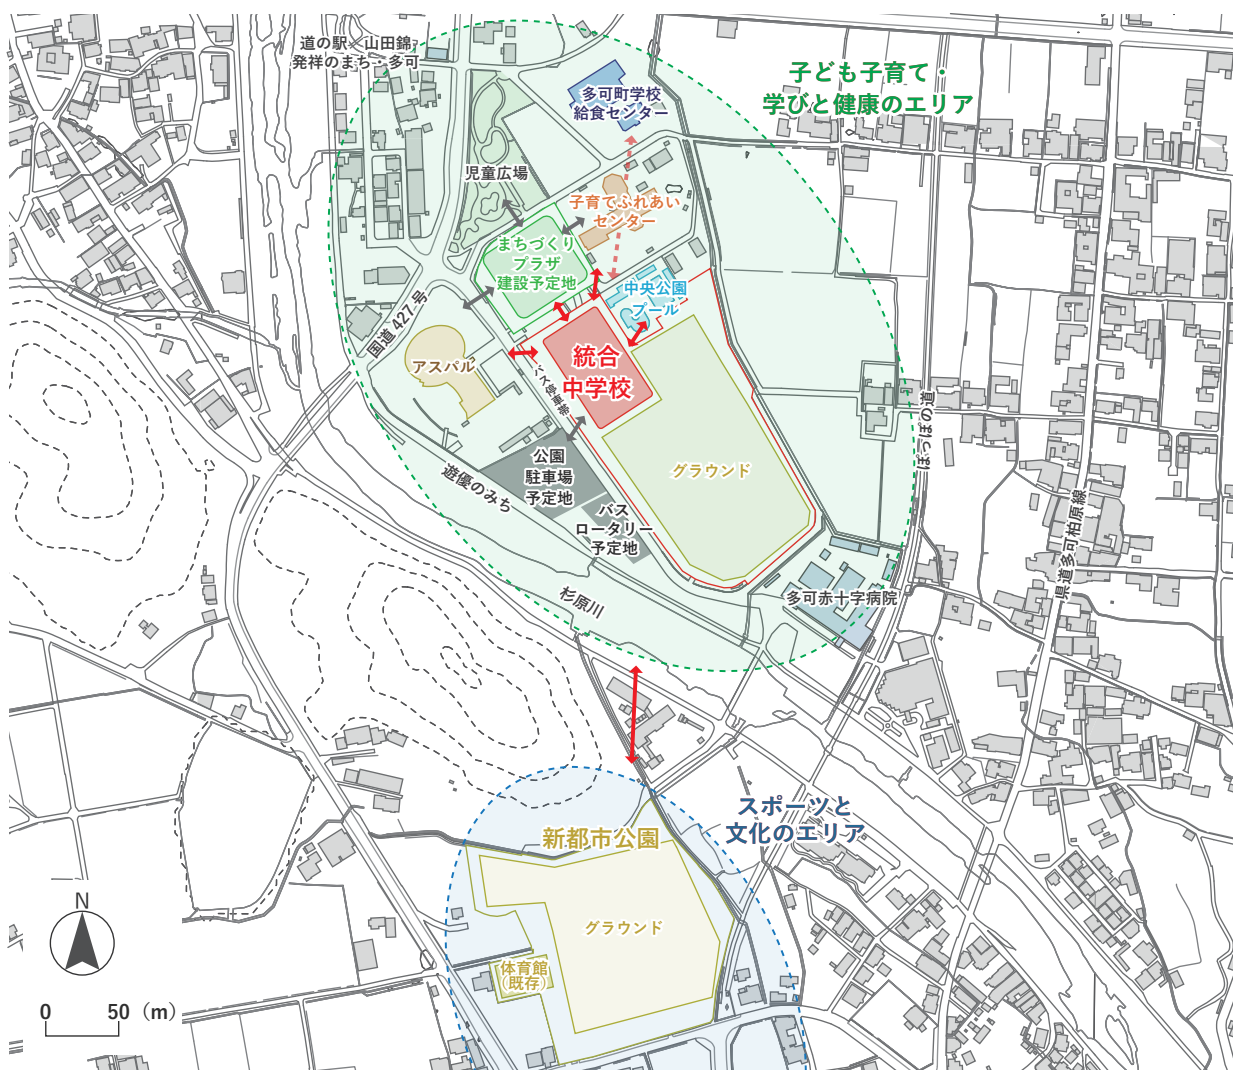 道の駅 山田錦
発祥のまち・多可
子ども子育て・
学びと健康のエリア
多可町学校
給食センター
児童広場
子育てふれあい
センター
まちづくり
プラザ
建設予定地
中央公園
プール
国道 427 号
アスパル
統合
中学校
バス停車帯
ぽっぽの道
公園
駐車場
予定地
グラウンド
遊優のみち
バス
ロータリー
予定地
県道多可柏原線
杉原川
多可赤十字病院
スポーツと
文化のエリア
新都市公園
グラウンド
体育館
（既存）
N
0 50（m）